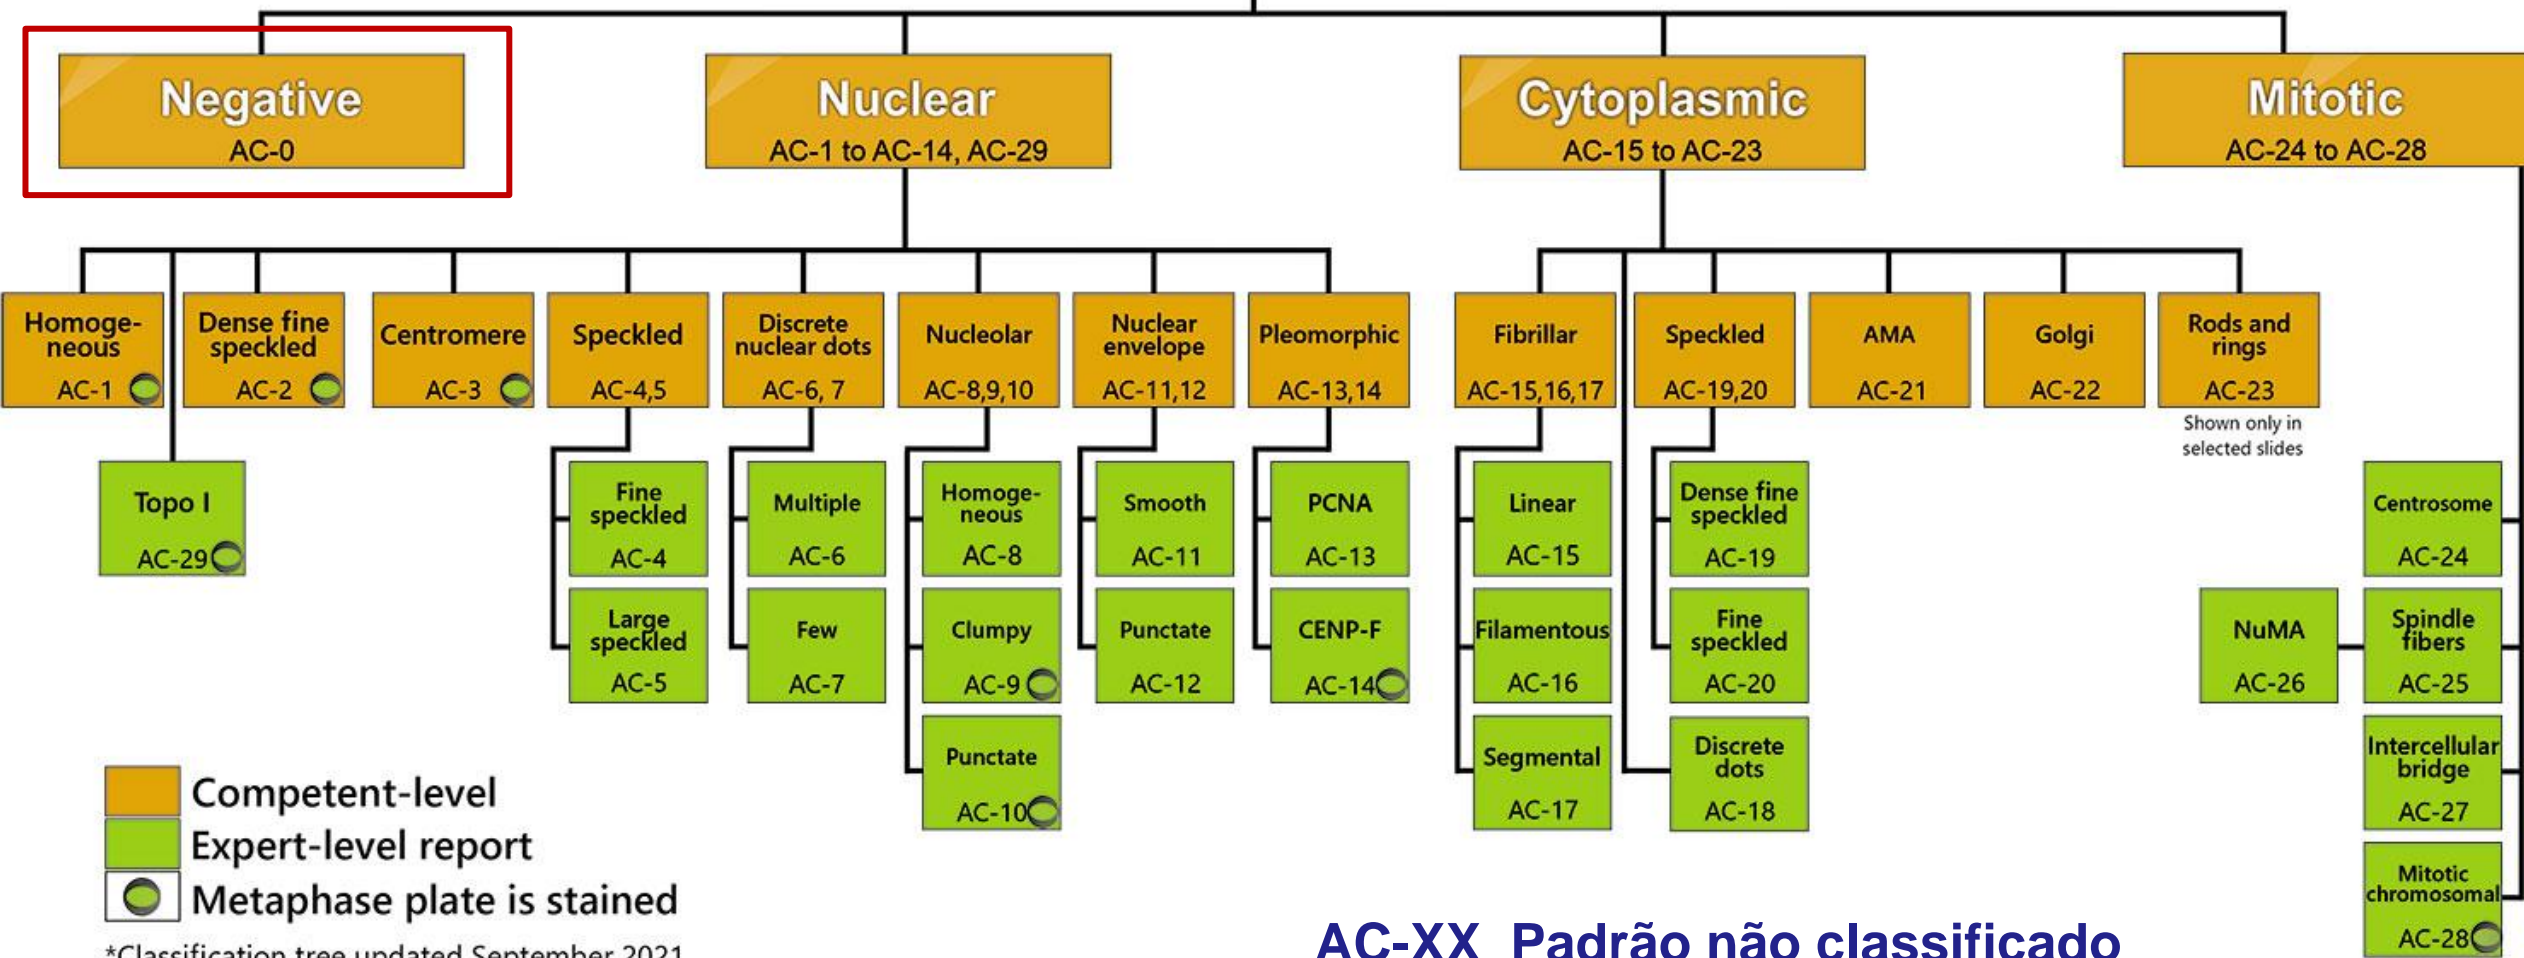 Negative
AC-0
Nuclear
AC-1 to AC-14, AC-29
Cytoplasmic
AC-15 to AC-23
Mitotic
AC-24 to AC-28
Homoge-
neous
AC-1
Dense fine
speckled
AC-2
Centromere
AC-3
Speckled
AC-4,5
Discrete
nuclear dots
AC-6, 7
Nucleolar
AC-8,9,10
Nuclear
envelope
AC-11,12
Pleomorphic
AC-13,14
Fibrillar
AC-15,16,17
Speckled
AC-19,20
AMA
AC-21
Golgi
AC-22
Rods and
rings
AC-23
Shown only in
selected slides
Topo I
AC-29
Fine
speckled
AC-4
Large
speckled
AC-5
Multiple
AC-6
Few
AC-7
Homoge-
neous
AC-8
Clumpy
AC-9
Punctate
AC-10
Smooth
AC-11
Punctate
AC-12
PCNA
AC-13
CENP-F
AC-14
Linear
AC-15
Filamentous
AC-16
Segmental
AC-17
Dense fine
speckled
AC-19
Fine
speckled
AC-20
Discrete
dots
AC-18
Centrosome
AC-24
NuMA
AC-26
Spindle
fibers
AC-25
Intercellular
bridge
AC-27
Mitotic
chromosomal
AC-28
Competent-level
Expert-level report
Metaphase plate is stained
*Classification tree updated September 2021
AC-XX Padrão não classificado